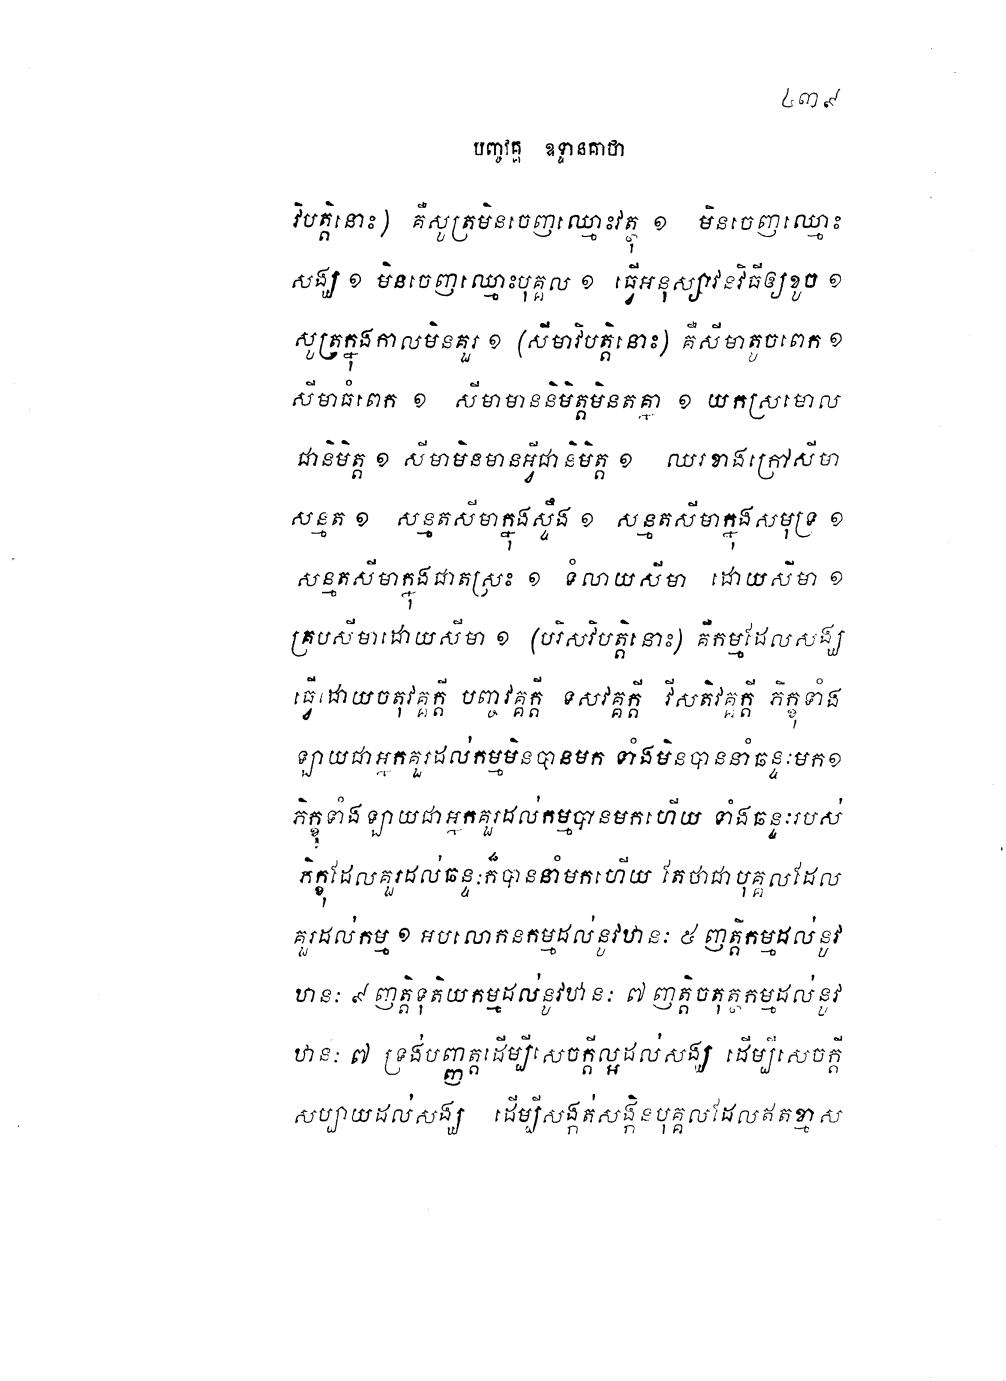 ៤៣៩
បញ្ចវគ្គ ឧទ្ទានគាថា
វិបត្តិនោះ) គឺសូត្រមិនចេញឈ្មោះវត្ថុ ១ មិនចេញឈ្មោះ
សង្ឃ ១ មិនចេញឈ្មោះបុគ្គល ១ ធ្វើអនុស្សាវនវិធីឲ្យខូច ១
សូត្រក្នុងកាលមិនគួរ ១ (សីមាវិបត្តិនោះ) គឺសីមាតូចពេក ១
សីមាធំពេក ១ សីមាមាននិមិត្តមិនតគ្នា ១ យកស្រមោល
ជានិមិត្ត ១ សីមាមិនមានអ្វីជានិមិត្ត ១ ឈរខាងក្រៅសីមា
សន្មត ១ សន្មតសីមាក្នុងស្ទឹង ១ សន្មតសីមាក្នុងសមុទ្រ ១
សន្មតសីមាក្នុងជាតស្រះ ១ ទំលាយសីមា ដោយសីមា ១
គ្របសីមាដោយសីមា ១ (បរិសវិបត្តិនោះ) គឺកម្មដែលសង្ឃ
ធ្វើដោយចតុវគ្គក្តី បញ្ចវគ្គក្តី ទសវគ្គក្តី វីសតិវគ្គក្តី ភិក្ខុទាំង
ឡាយជាអ្នកគួរដល់កម្មមិនបានមក ទាំងមិនបាននាំឆន្ទៈមក១
ភិក្ខុទាំងឡាយជាអ្នកគួរដល់កម្មបានមកហើយ ទាំងឆន្ទៈរបស់
ភិក្ខុដែលគួរដល់ឆន្ទៈក៏បាននាំមកហើយ តែថាជាបុគ្គលដែល
គួរដល់កម្ម ១ អបលោកនកម្មដល់នូវឋានៈ ៥ ញត្តិកម្មដល់នូវ
ឋានៈ ៩ ញត្តិទុតិយកម្មដល់នូវឋានៈ ៧ ញត្តិចតុត្ថកម្មដល់នូវ
ឋានៈ ៧ ទ្រង់បញ្ញត្តដើម្បីសេចក្តីល្អដល់សង្ឃ ដើម្បីសេចក្តី
សប្បាយដល់សង្ឃ ដើម្បីសង្កត់សង្កិនបុគ្គលដែលឥតខ្មាស